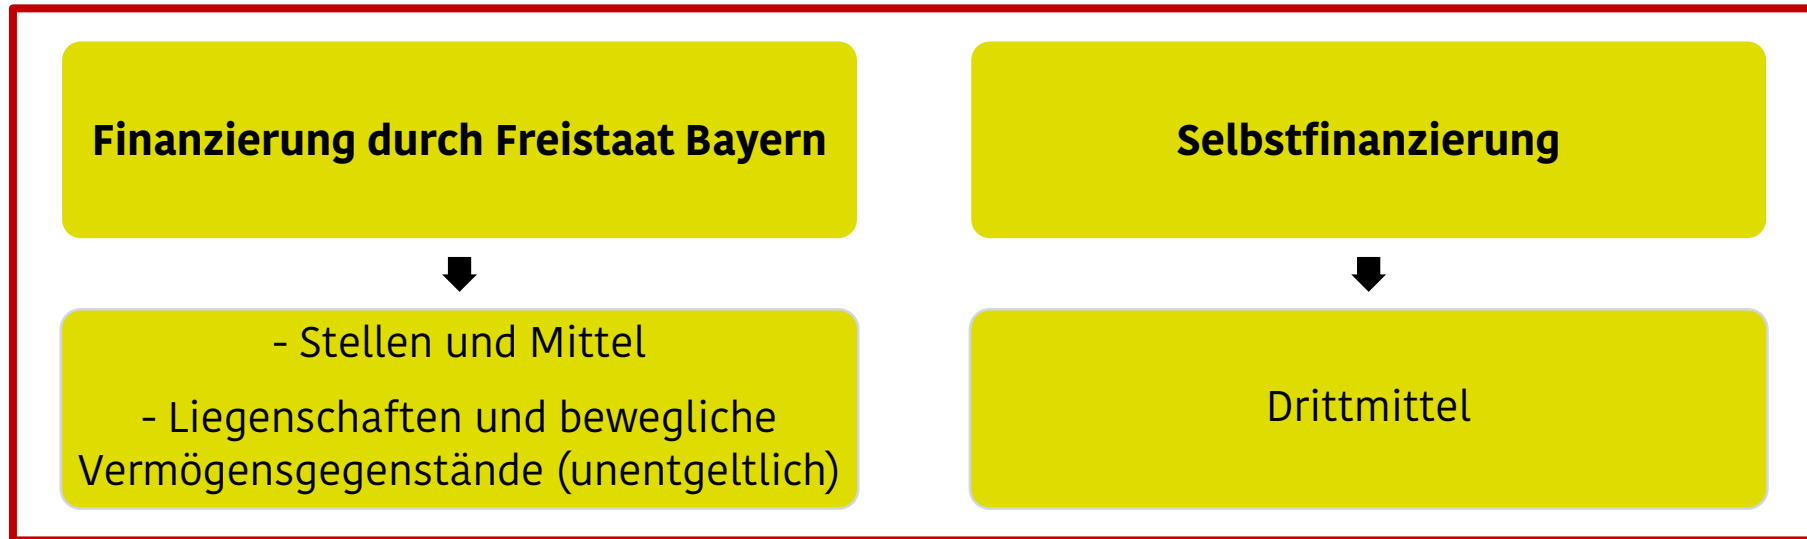 Finanzierung durch Freistaat Bayern
Selbstfinanzierung
- Stellen und Mittel
- Liegenschaften und bewegliche
Vermögensgegenstände (unentgeltlich)
Drittmittel